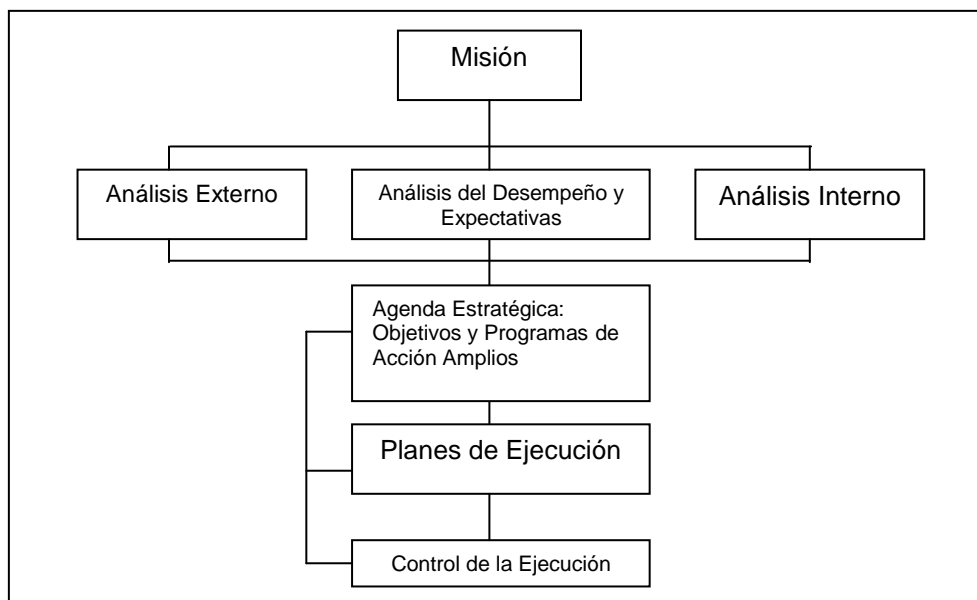 Misión
Análisis Externo
Análisis del Desempeño y
Expectativas
Análisis Interno
Agenda Estratégica:
Objetivos y Programas de
Acción Amplios
Planes de Ejecución
Control de la Ejecución